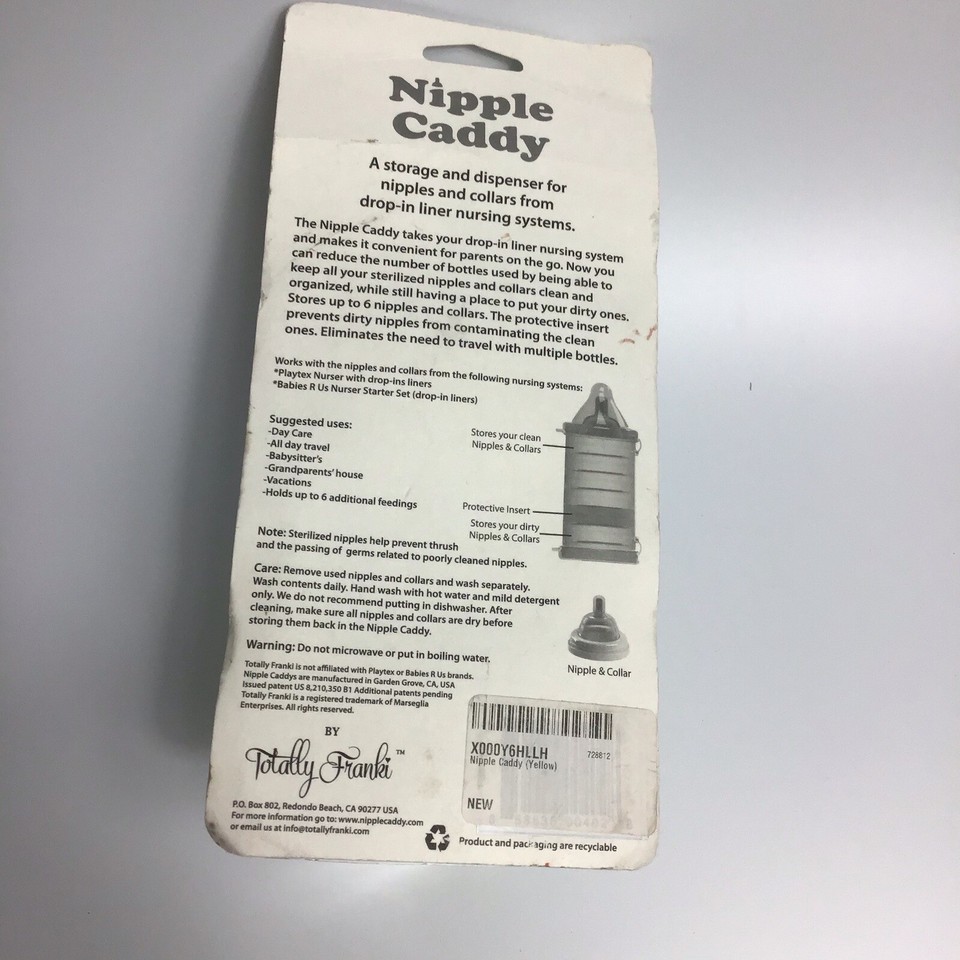 Nipple
Caddy
A storage and dispenser for
nipples and collars from
drop-in liner nursing systems.
The Nipple Caddy takes your drop-in liner nursing system
and makes it convenient for parents on the go. Now you
can reduce the number of bottles used by being able to
keep all your sterilized nipples and collars clean and
organized, while still having a place to put your dirty ones.
Stores up to 6 nipples and collars. The protective insert
prevents dirty nipples from contaminating the clean
ones. Eliminates the need to travel with multiple bottles.
Works with the nipples and collars from the following nursing systems:
*Playtex Nurser with drop-ins liners
*Babies R Us Nurser Starter Set (drop-in liners)
Suggested uses:
-Day Care
-All day travel
-Babysitter's
-Grandparents' house
-Vacations
-Holds up to 6 additional feedings
Stores your clean
Nipples & Collars
Protective Insert
Stores your dirty
Nipples & Collars
Note: Sterilized nipples help prevent thrush
and the passing of germs related to poorly cleaned nipples.
Care: Remove used nipples and collars and wash separately.
Wash contents daily. Hand wash with hot water and mild detergent
only. We do not recommend putting in dishwasher. After
cleaning, make sure all nipples and collars are dry before
storing them back in the Nipple Caddy.
Warning: Do not microwave or put in boiling water.
Nipple & Collar
Totally Franki is not affiliated with Playtex or Babies R Us brands.
Nipple Caddys are manufactured in Garden Grove, CA, USA
Issued patent US 8,210,350 B1 Additional patents pending
Totally Franki is a registered trademark of Marseglia
Enterprises. All rights reserved.
BY
Totally Franki™
X000Y6HLLH
726812
Nipple Caddy (Yellow)
NEW
P.O. Box 802, Redondo Beach, CA 90277 USA
For more information go to: www.nipplecaddy.com
or email us at info@totallyfranki.com
Product and packaging are recyclable